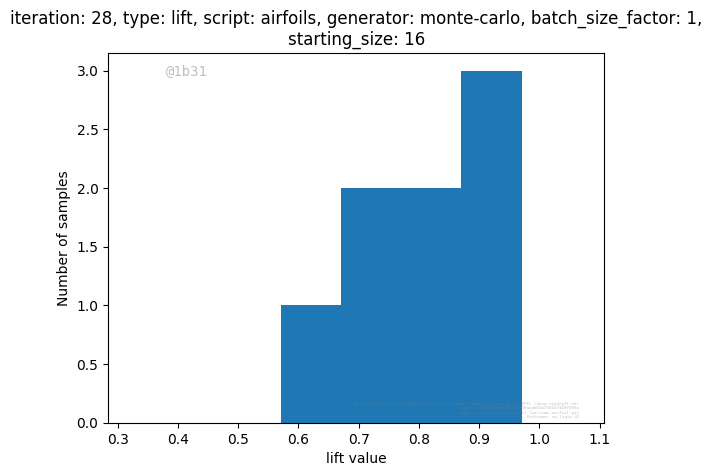 iteration: 28, type: lift, script: airfoils, generator: monte-carlo, batch_size_factor: 1,
starting_size: 16
@1b31
3.0
2.5
2.0
1.5
1.0
0.5
0.0
Number of samples
0.3 0.4 0.5 0.6 0.7 0.8 0.9 1.0 1.1
lift value